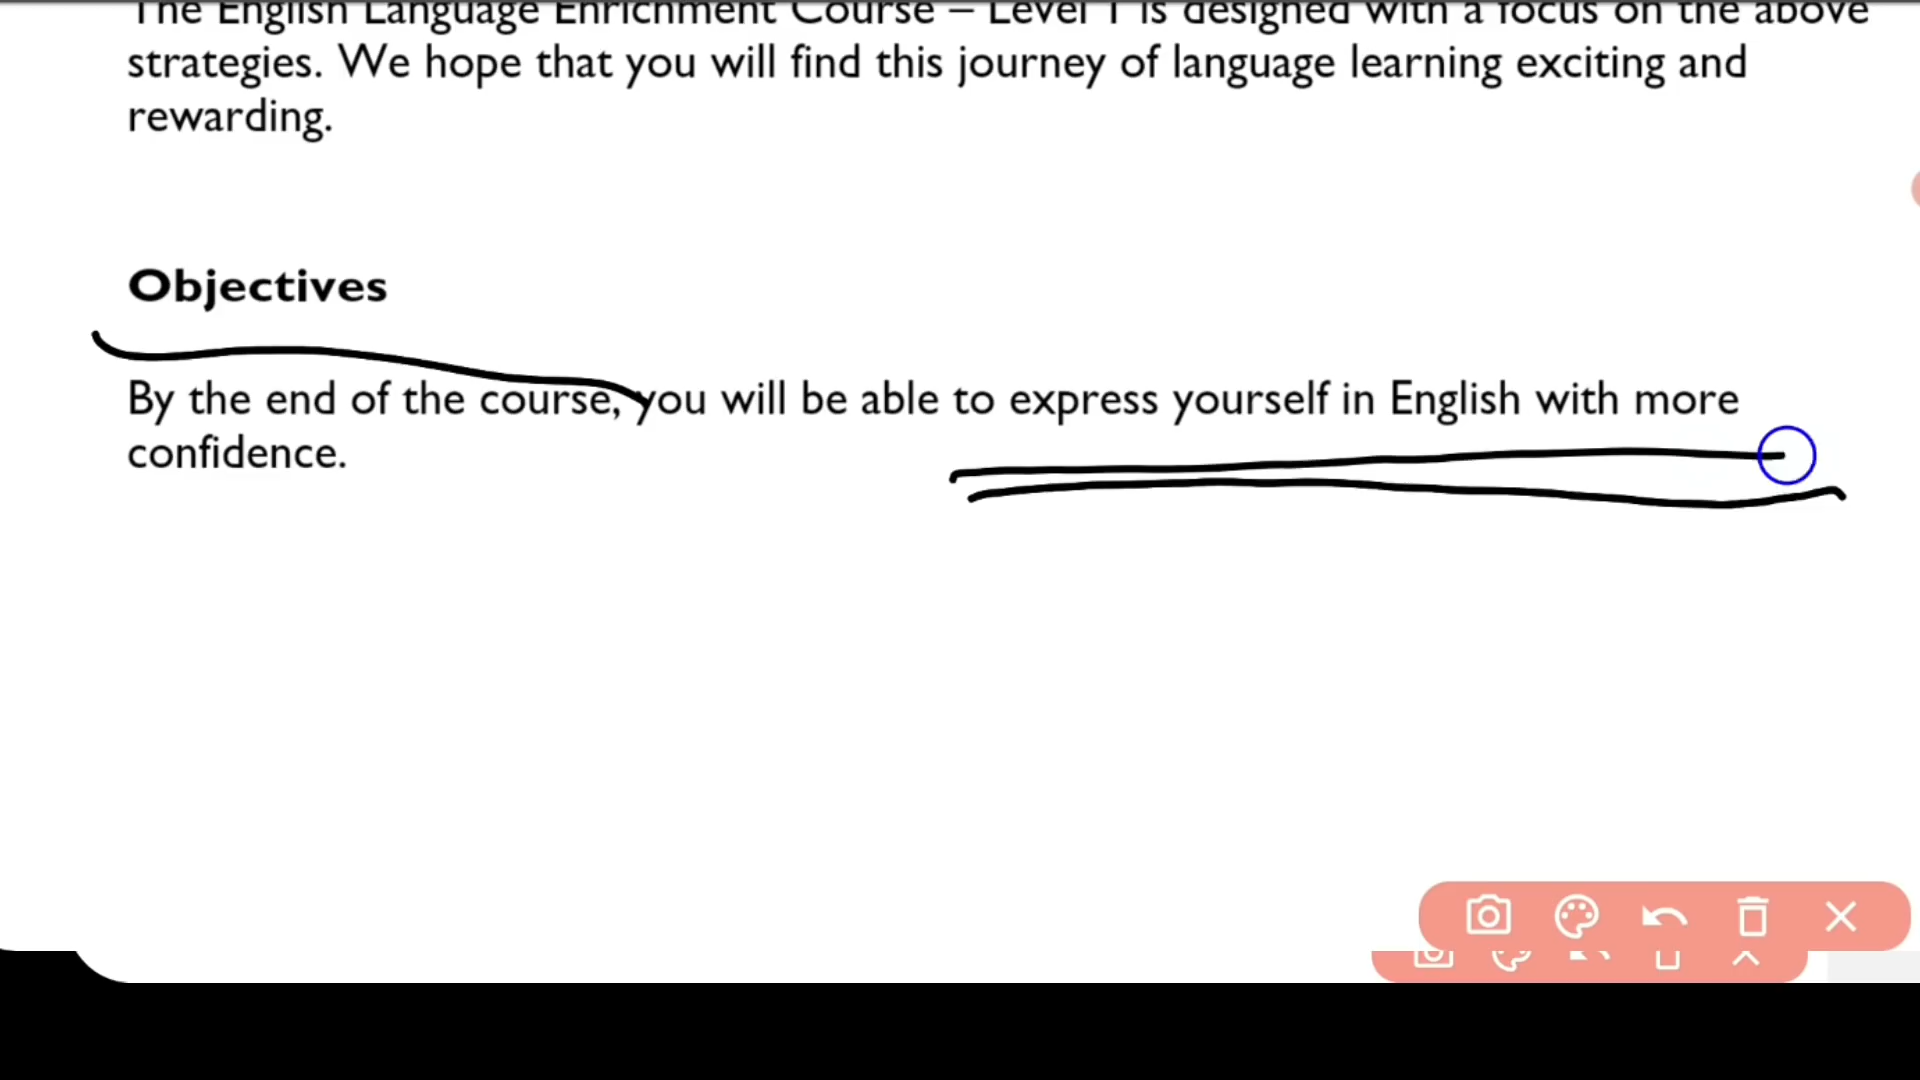 The English Language Enrichment Course – Level 1 is designed with a focus on the above
strategies. We hope that you will find this journey of language learning exciting and
rewarding.
Objectives
By the end of the course, you will be able to express yourself in English with more
confidence.